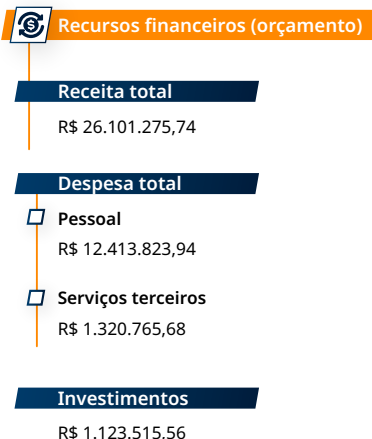 Recursos financeiros (orçamento)
Receita total
R$ 26.101.275,74
Despesa total
Pessoal
R$ 12.413.823,94
Serviços terceiros
R$ 1.320.765,68
Investimentos
R$ 1.123.515,56